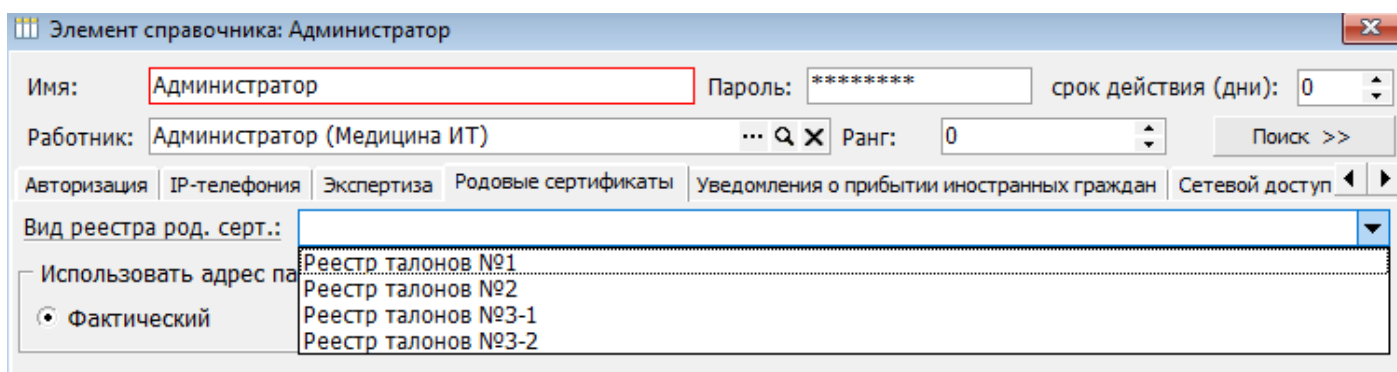 Элемент справочника: Администратор
Имя: Администратор Пароль: ******** срок действия (дни): 0
Работник: Администратор (Медицина ИТ) ... Ранг: 0 Поиск >>
Авторизация IP-телефония Экспертиза Родовые сертификаты Уведомления о прибытии иностранных граждан Сетевой доступ
Вид реестра род. серт.:
Реестр талонов №1
Использовать адрес па
Реестр талонов №2
Фактический Реестр талонов №3-1
Реестр талонов №3-2